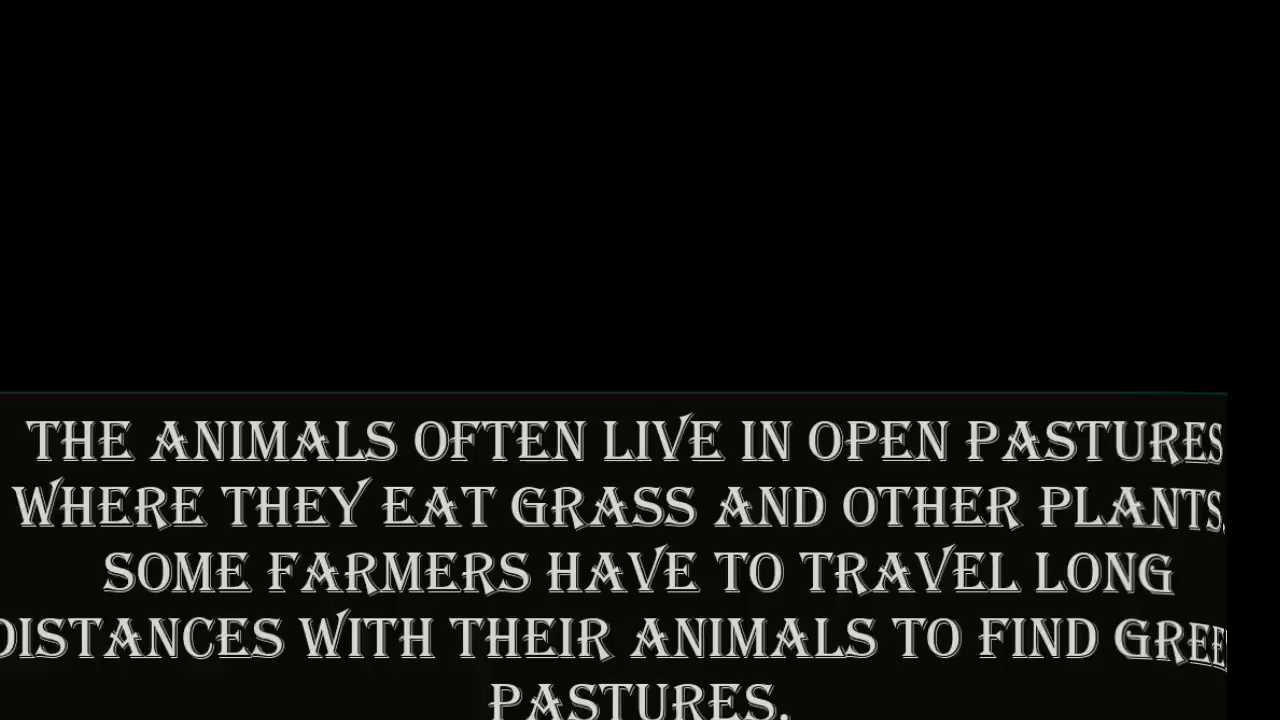 THE ANIMALS OFTEN LIVE IN OPEN PASTURES
WHERE THEY EAT GRASS AND OTHER PLANTS.
SOME FARMERS HAVE TO TRAVEL LONG
DISTANCES WITH THEIR ANIMALS TO FIND
PASTURES.